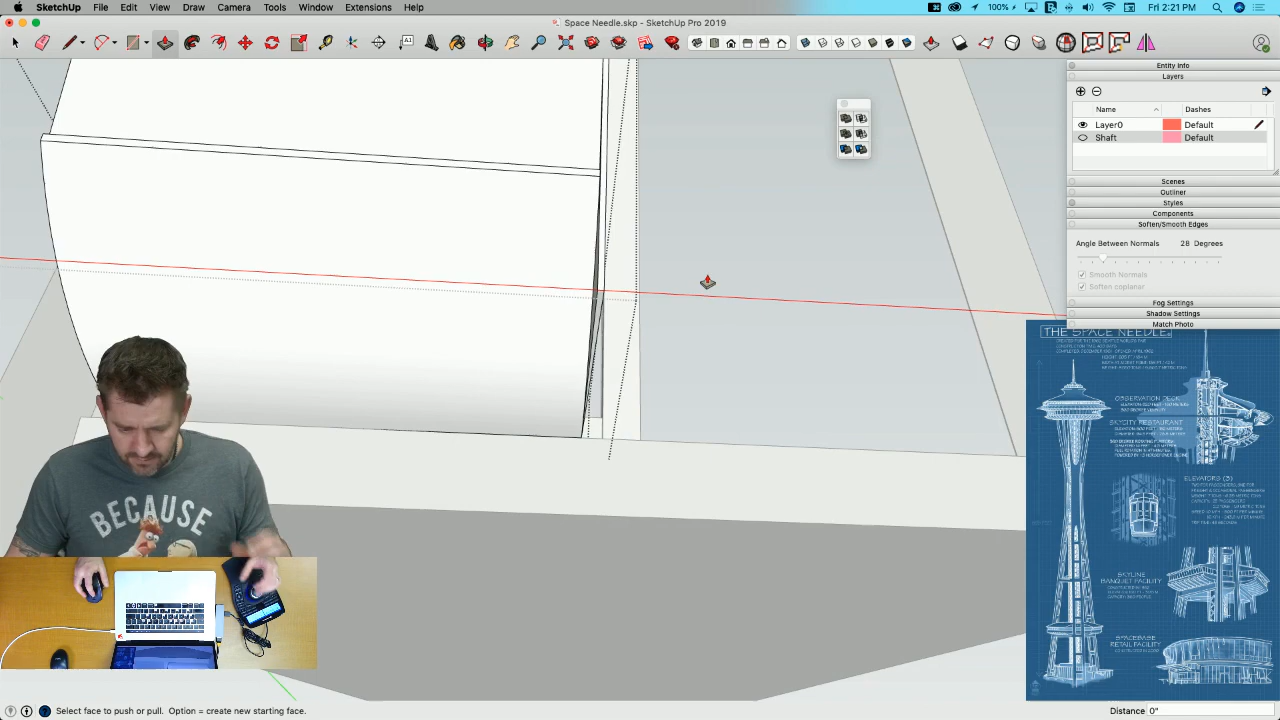 SketchUp File Edit View Draw Camera Tools Window Extensions Help
100% Fri 2:21 PM
Space Needle.skp - SketchUp Pro 2019
Entity Info
Layers
Name Dashes
Layer0 Default
Shaft Default
Scenes
Outliner
Styles
Components
Soften/Smooth Edges
Angle Between Normals 28 Degrees
Smooth Normals
Soften coplanar
Fog Settings
Shadow Settings
Match Photo
THE SPACE NEEDLE
OBSERVATION DECK
SKYCITY RESTAURANT
ELEVATORS (3)
SKYLINE
BANQUET FACILITY
SPACEBASE
RETAIL FACILITY
BECAUSE
Select face to push or pull. Option = create new starting face.
Distance 0"